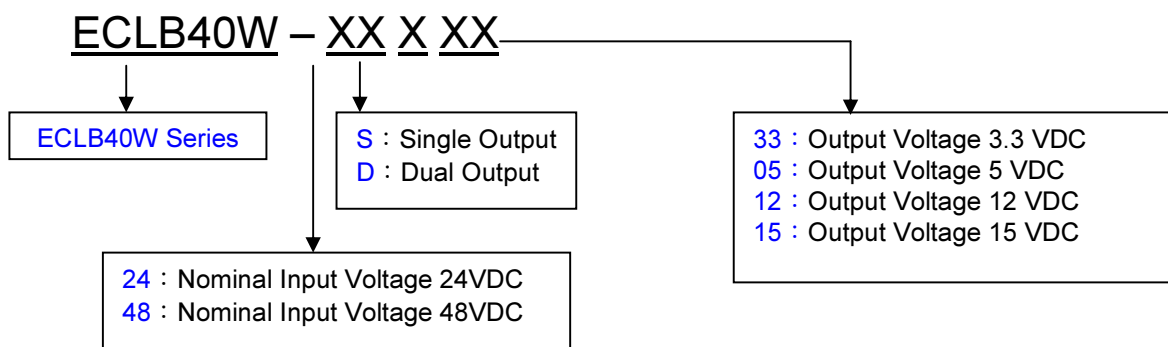 ECLB40W – XX X XX
ECLB40W Series
S：Single Output
D：Dual Output
33：Output Voltage 3.3 VDC
05：Output Voltage 5 VDC
12：Output Voltage 12 VDC
15：Output Voltage 15 VDC
24：Nominal Input Voltage 24VDC
48：Nominal Input Voltage 48VDC